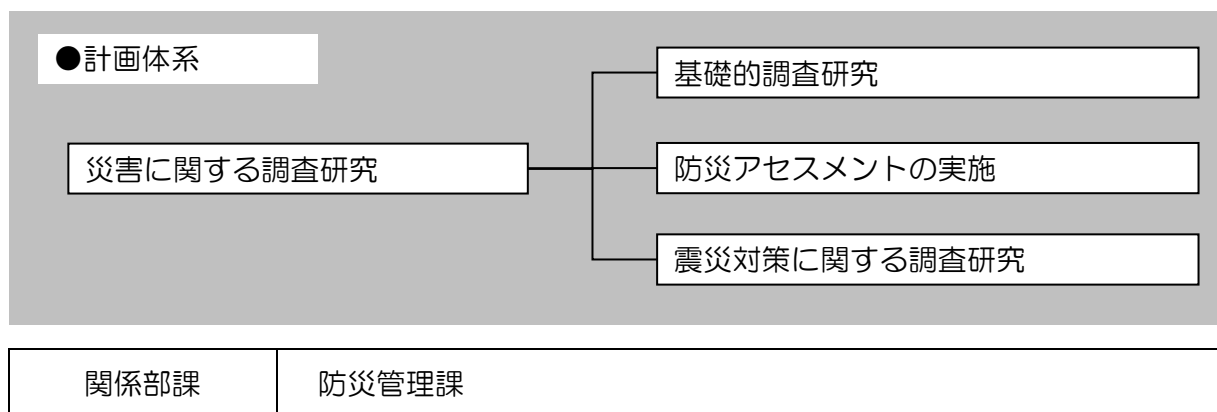 ●計画体系
災害に関する調査研究
基礎的調査研究
防災アセスメントの実施
震災対策に関する調査研究
関係部課 防災管理課